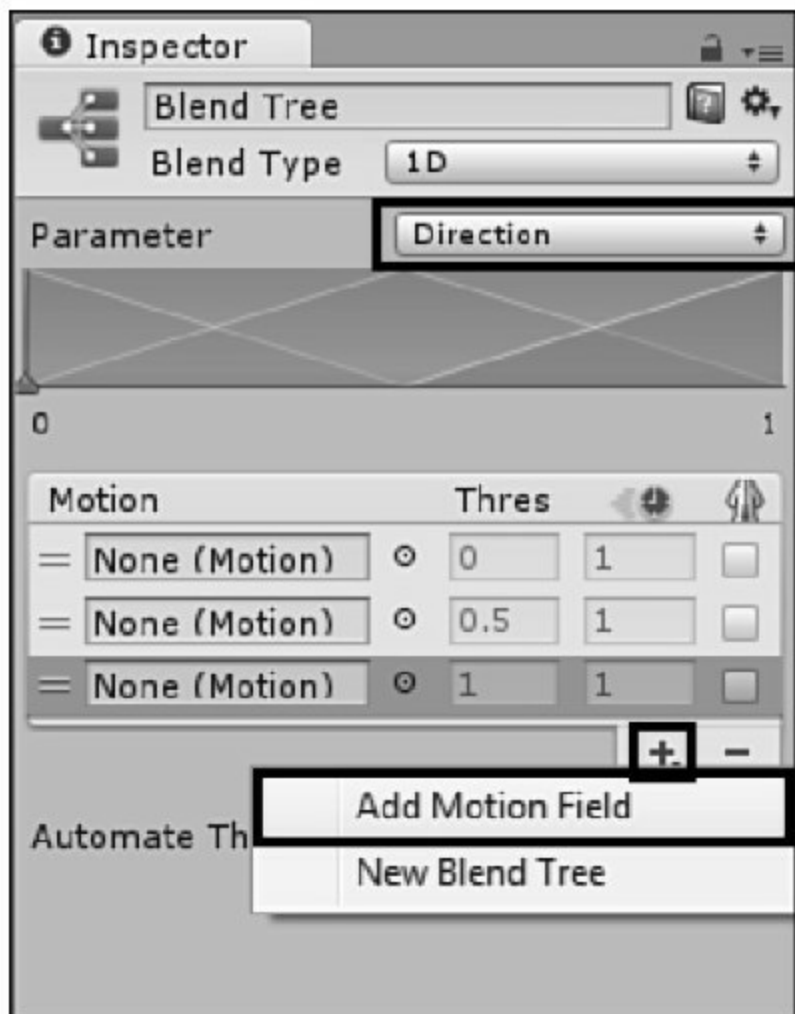 Inspector
Blend Tree
Blend Type 1D
Parameter Direction
0 1
Motion Thres
None (Motion) 0 1
None (Motion) 0.5 1
None (Motion) 1 1
+ -
Add Motion Field
Automate Th
New Blend Tree